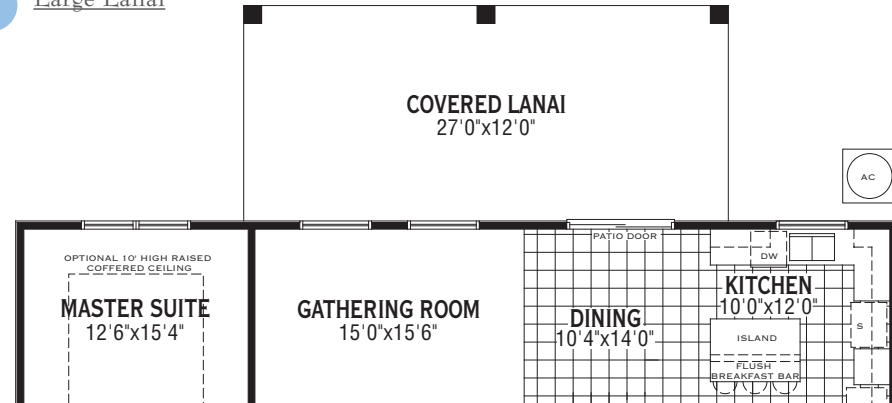 Large Lanai
COVERED LANAI
27'0"x12'0"
AC
PATIO DOOR
OPTIONAL 10' HIGH RAISED
COFFERED CEILING
MASTER SUITE
12'6"x15'4"
GATHERING ROOM
15'0"x15'6"
DINING
10'4"x14'0"
DW
KITCHEN
10'0"x12'0"
ISLAND
FLUSH
BREAKFAST BAR
S